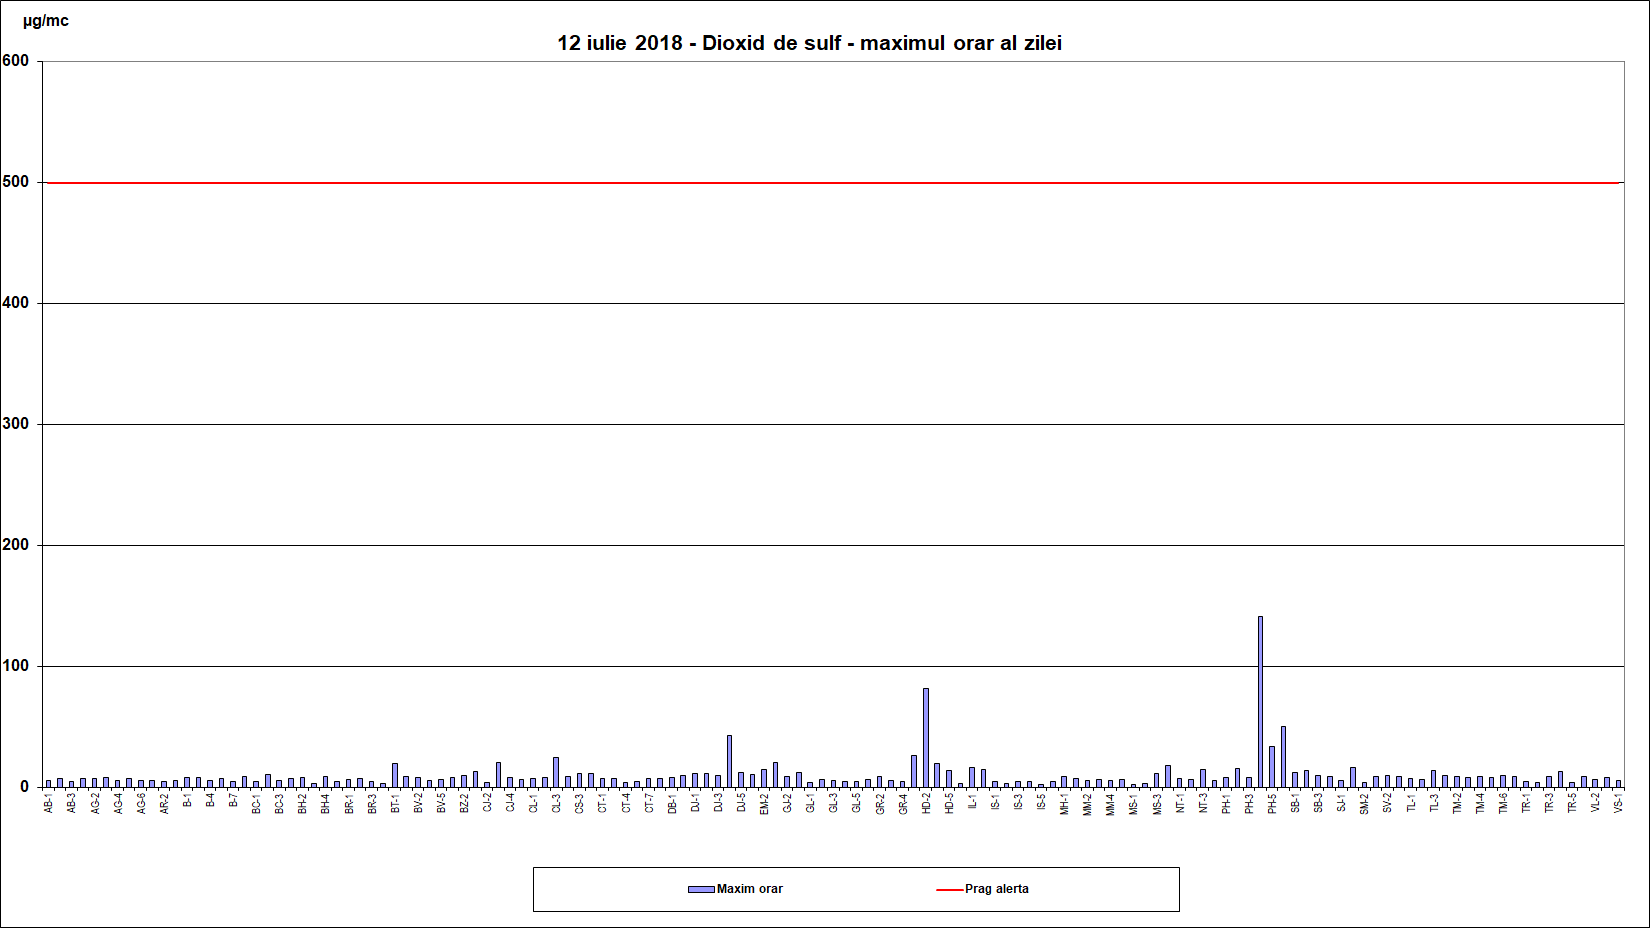 µg/mc
12 iulie 2018 - Dioxid de sulf - maximul orar al zilei
600
500
400
300
200
100
0
AB-1 AB-3 AG-2 AG-4 AG-6 AR-2 B-1 B-4 B-7 BC-1 BC-3 BH-2 BH-4 BR-1 BR-3 BT-1 BV-2 BV-5 BZ-2 CJ-2 CJ-4 CL-1 CL-3 CS-3 CT-1 CT-4 CT-7 DB-1 DJ-1 DJ-3 DJ-5 EM-2 GJ-2 GL-1 GL-3 GL-5 GR-2 GR-4 HD-2 HD-5 IL-1 IS-1 IS-3 IS-5 MH-1 MM-2 MM-4 MS-1 MS-3 NT-1 NT-3 PH-1 PH-3 PH-5 SB-1 SB-3 SJ-1 SM-2 SV-2 TL-1 TL-3 TM-2 TM-4 TM-6 TR-1 TR-3 TR-5 VL-2 VS-1
Maxim orar
Prag alerta